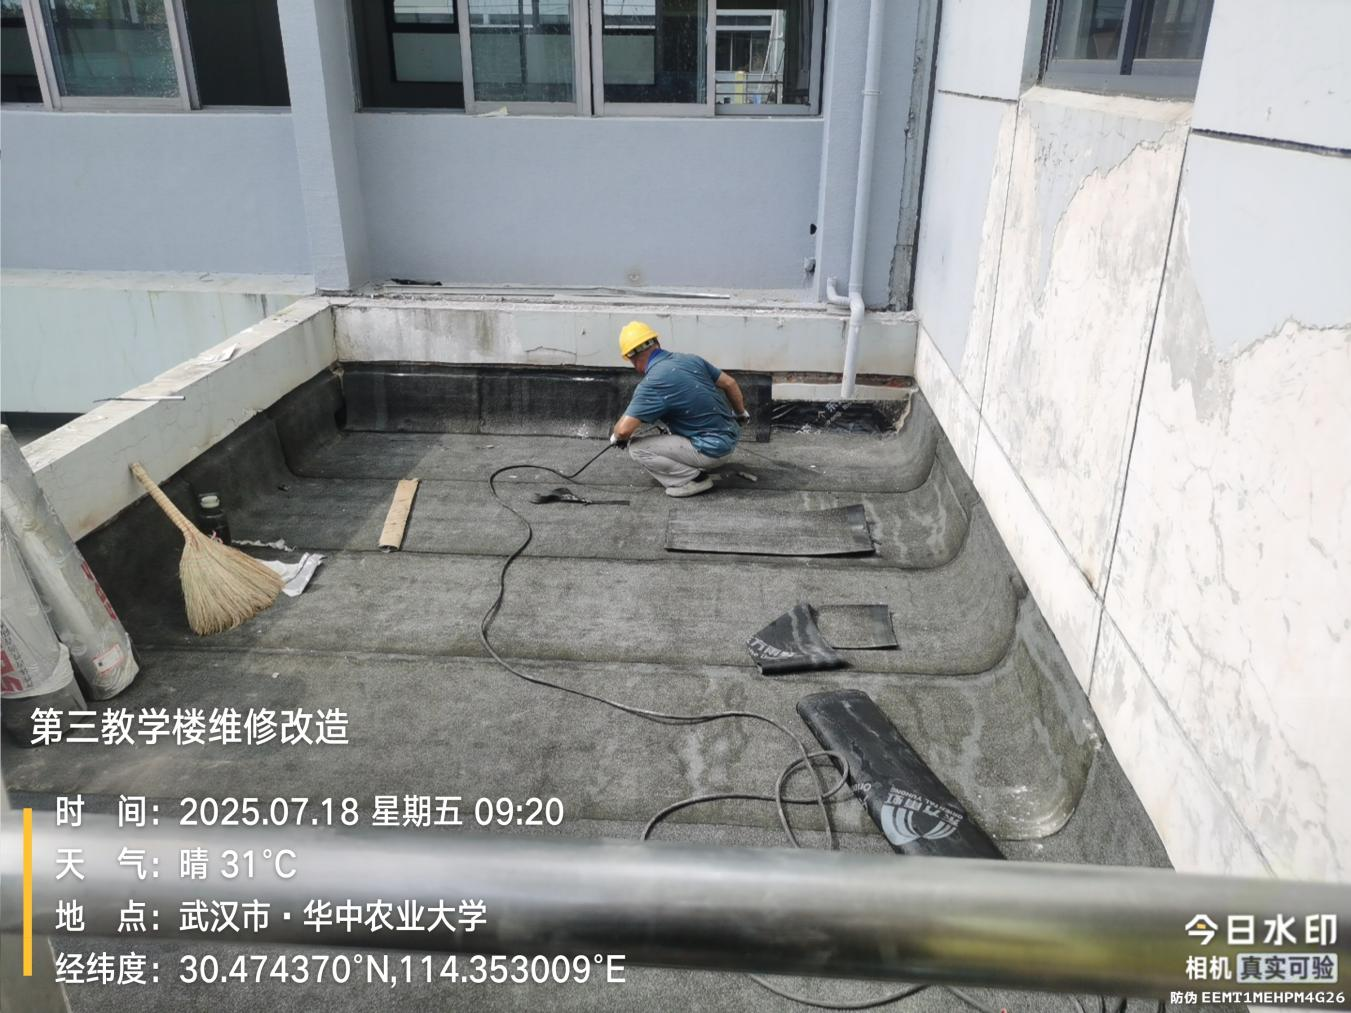 第三教学楼维修改造
时 间：2025.07.18 星期五 09:20
天 气：晴 31°C
地 点：武汉市·华中农业大学
经纬度：30.474370°N,114.353009°E
今日水印
相机 真实可验
防伪 EEMT1MEHPM4G26